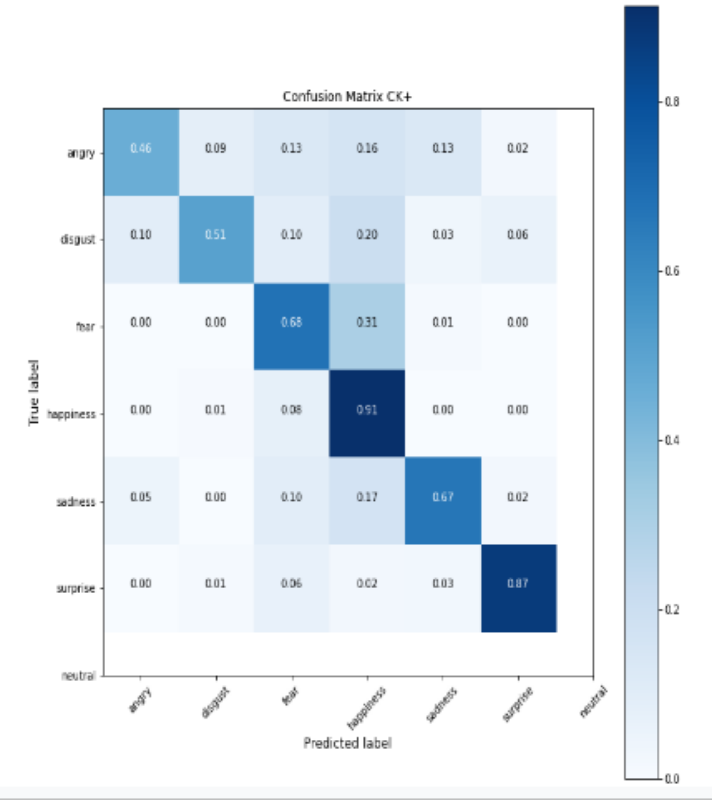 Confusion Matrix CK+
angry 0.46 0.09 0.13 0.16 0.13 0.02
disgust 0.10 0.51 0.10 0.20 0.03 0.06
fear 0.00 0.00 0.68 0.31 0.01 0.00
happiness 0.00 0.01 0.08 0.91 0.00 0.00
sadness 0.05 0.00 0.10 0.17 0.67 0.02
surprise 0.00 0.01 0.06 0.02 0.03 0.87
neutral
True label
angry disgust fear happiness sadness surprise neutral
Predicted label
0.8
0.6
0.4
0.2
0.0